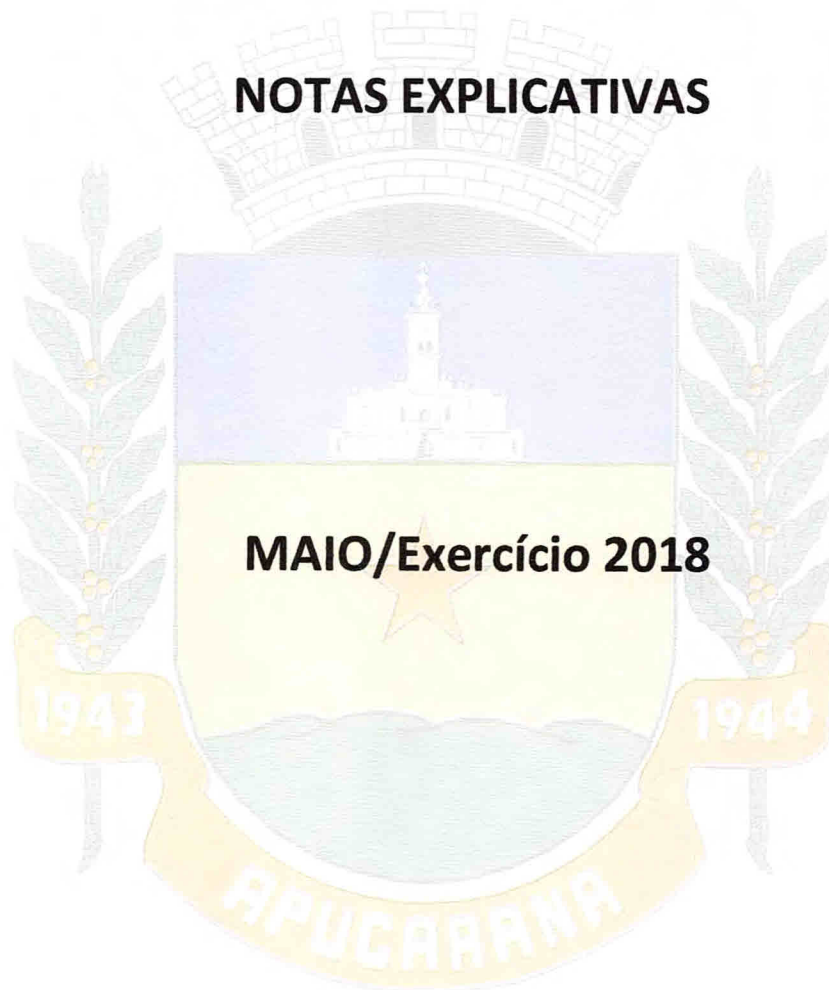 NOTAS EXPLICATIVAS
MAIO/Exercício 2018
1943
1944
APUCARANA